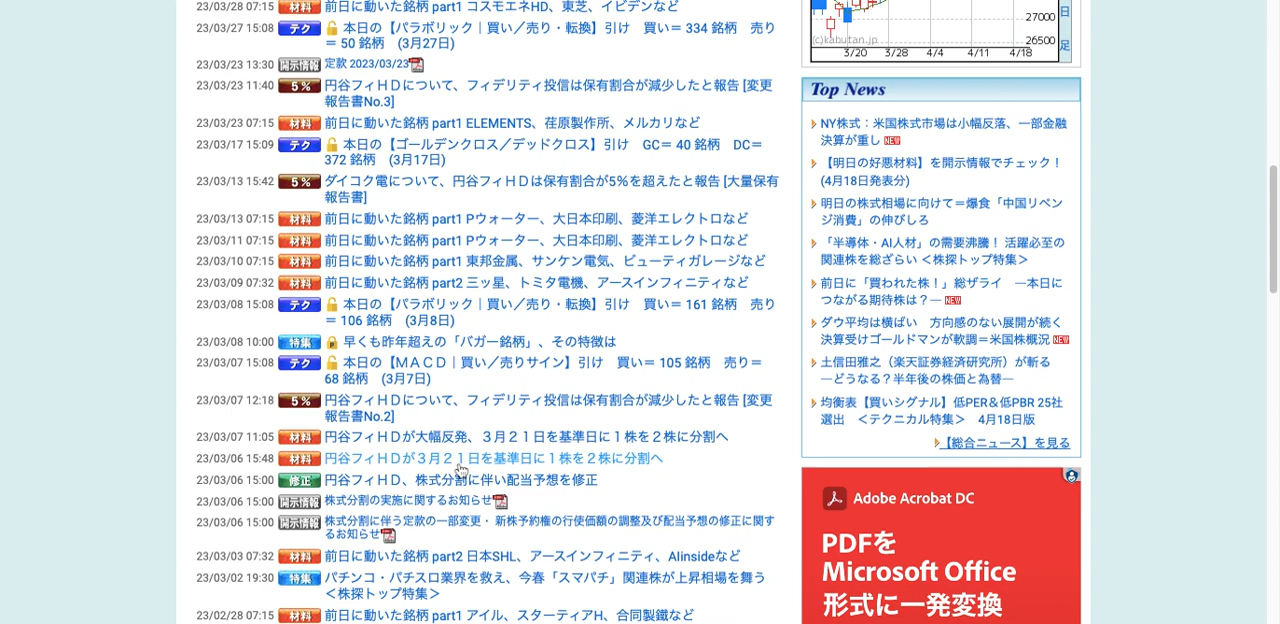 23/03/28 07:15 材料 前日に動いた銘柄 part1 コスモエネHD、東芝、イビデンなど
23/03/27 15:08 テク 本日の【パラボリック｜買い／売り・転換】引け　買い＝ 334 銘柄　売り
＝ 50 銘柄　(3月27日)
23/03/23 13:30 開示情報 定款 2023/03/23
23/03/23 11:40 5％ 円谷フィＨＤについて、フィデリティ投信は保有割合が減少したと報告 [変更
報告書No.3]
23/03/23 07:15 材料 前日に動いた銘柄 part1 ELEMENTS、荏原製作所、メルカリなど
23/03/17 15:09 テク 本日の【ゴールデンクロス／デッドクロス】引け　GC＝ 40 銘柄　DC＝
372 銘柄　(3月17日)
23/03/13 15:42 5％ ダイコク電について、円谷フィＨＤは保有割合が5％を超えたと報告 [大量保有
報告書]
23/03/13 07:15 材料 前日に動いた銘柄 part1 Pウォーター、大日本印刷、菱洋エレクトロなど
23/03/11 07:15 材料 前日に動いた銘柄 part1 Pウォーター、大日本印刷、菱洋エレクトロなど
23/03/10 07:15 材料 前日に動いた銘柄 part1 東邦金属、サンケン電気、ビューティガレージなど
23/03/09 07:32 材料 前日に動いた銘柄 part2 三ッ星、トミタ電機、アースインフィニティなど
23/03/08 15:08 テク 本日の【パラボリック｜買い／売り・転換】引け　買い＝ 161 銘柄　売り
＝ 106 銘柄　(3月8日)
23/03/08 10:00 特集 早くも昨年超えの「バガー銘柄」、その特徴は
23/03/07 15:08 テク 本日の【ＭＡＣＤ｜買い／売りサイン】引け　買い＝ 105 銘柄　売り＝
68 銘柄　(3月7日)
23/03/07 12:18 5％ 円谷フィＨＤについて、フィデリティ投信は保有割合が減少したと報告 [変更
報告書No.2]
23/03/07 11:05 材料 円谷フィＨＤが大幅反発、３月２１日を基準日に１株を２株に分割へ
23/03/06 15:48 材料 円谷フィＨＤが３月２１日を基準日に１株を２株に分割へ
23/03/06 15:00 修正 円谷フィＨＤ、株式分割に伴い配当予想を修正
23/03/06 15:00 開示情報 株式分割の実施に関するお知らせ
23/03/06 15:00 開示情報 株式分割に伴う定款の一部変更・ 新株予約権の行使価額の調整及び配当予想の修正に関す
るお知らせ
23/03/03 07:32 材料 前日に動いた銘柄 part2 日本SHL、アースインフィニティ、AIinsideなど
23/03/02 19:30 特集 パチンコ・パチスロ業界を救え、今春「スマパチ」関連株が上昇相場を舞う
＜株探トップ特集＞
23/02/28 07:15 材料 前日に動いた銘柄 part1 アイル、スターティアH、合同製鐵など
27000
26500
(c)kabutan.jp
3/20 3/28 4/4 4/11 4/18
日
足
Top News
NY株式：米国株式市場は小幅反落、一部金融
決算が重し NEW
【明日の好悪材料】を開示情報でチェック！
(4月18日発表分)
明日の株式相場に向けて＝爆食「中国リベン
ジ消費」の伸びしろ
「半導体・AI人材」の需要沸騰！ 活躍必至の
関連株を総ざらい ＜株探トップ特集＞
前日に「買われた株！」総ザライ　―本日に
つながる期待株は？― NEW
ダウ平均は横ばい　方向感のない展開が続く
決算受けゴールドマンが軟調＝米国株概況 NEW
土信田雅之（楽天証券経済研究所）が斬る
―どうなる？半年後の株価と為替―
均衡表【買いシグナル】低PER＆低PBR 25社
選出　＜テクニカル特集＞　4月18日版
【総合ニュース】を見る
Adobe Acrobat DC
PDFを
Microsoft Office
形式に一発変換